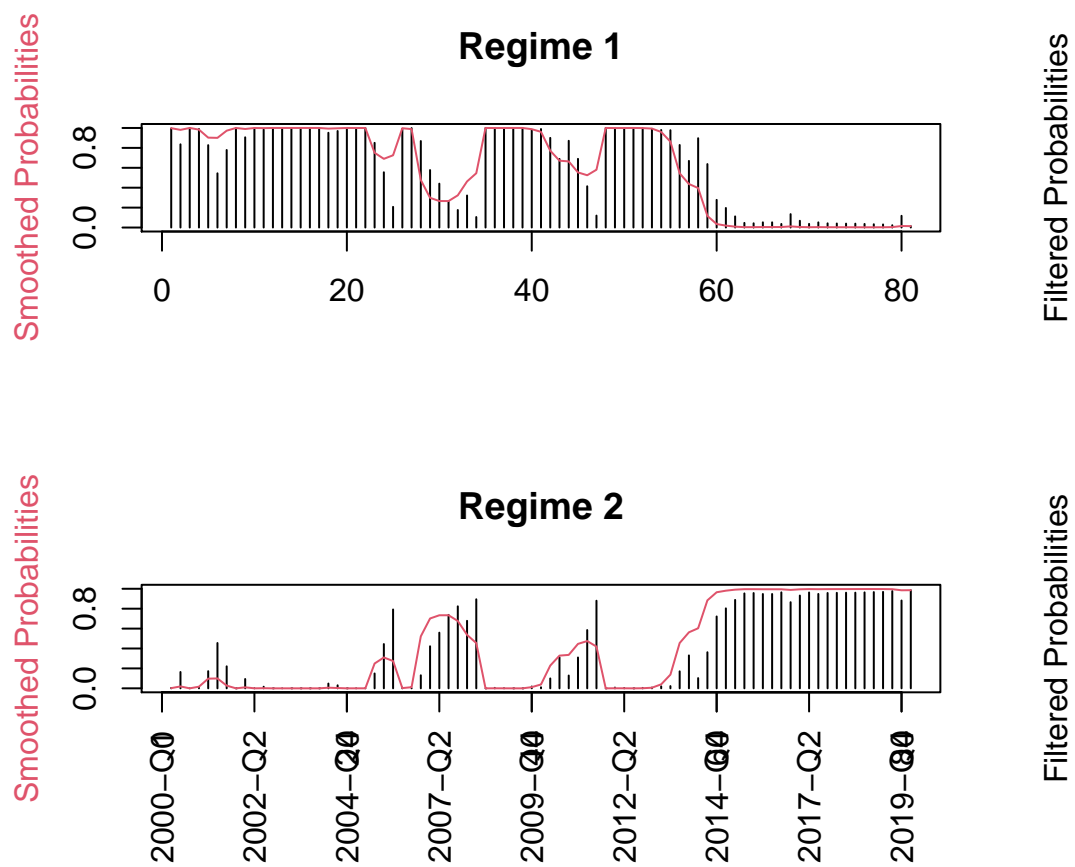 Regime 1
Smoothed Probabilities
Filtered Probabilities
0.8
0.0
0 20 40 60 80
Regime 2
Smoothed Probabilities
Filtered Probabilities
0.8
0.0
2002-Q2 2007-Q2 2012-Q2 2017-Q2